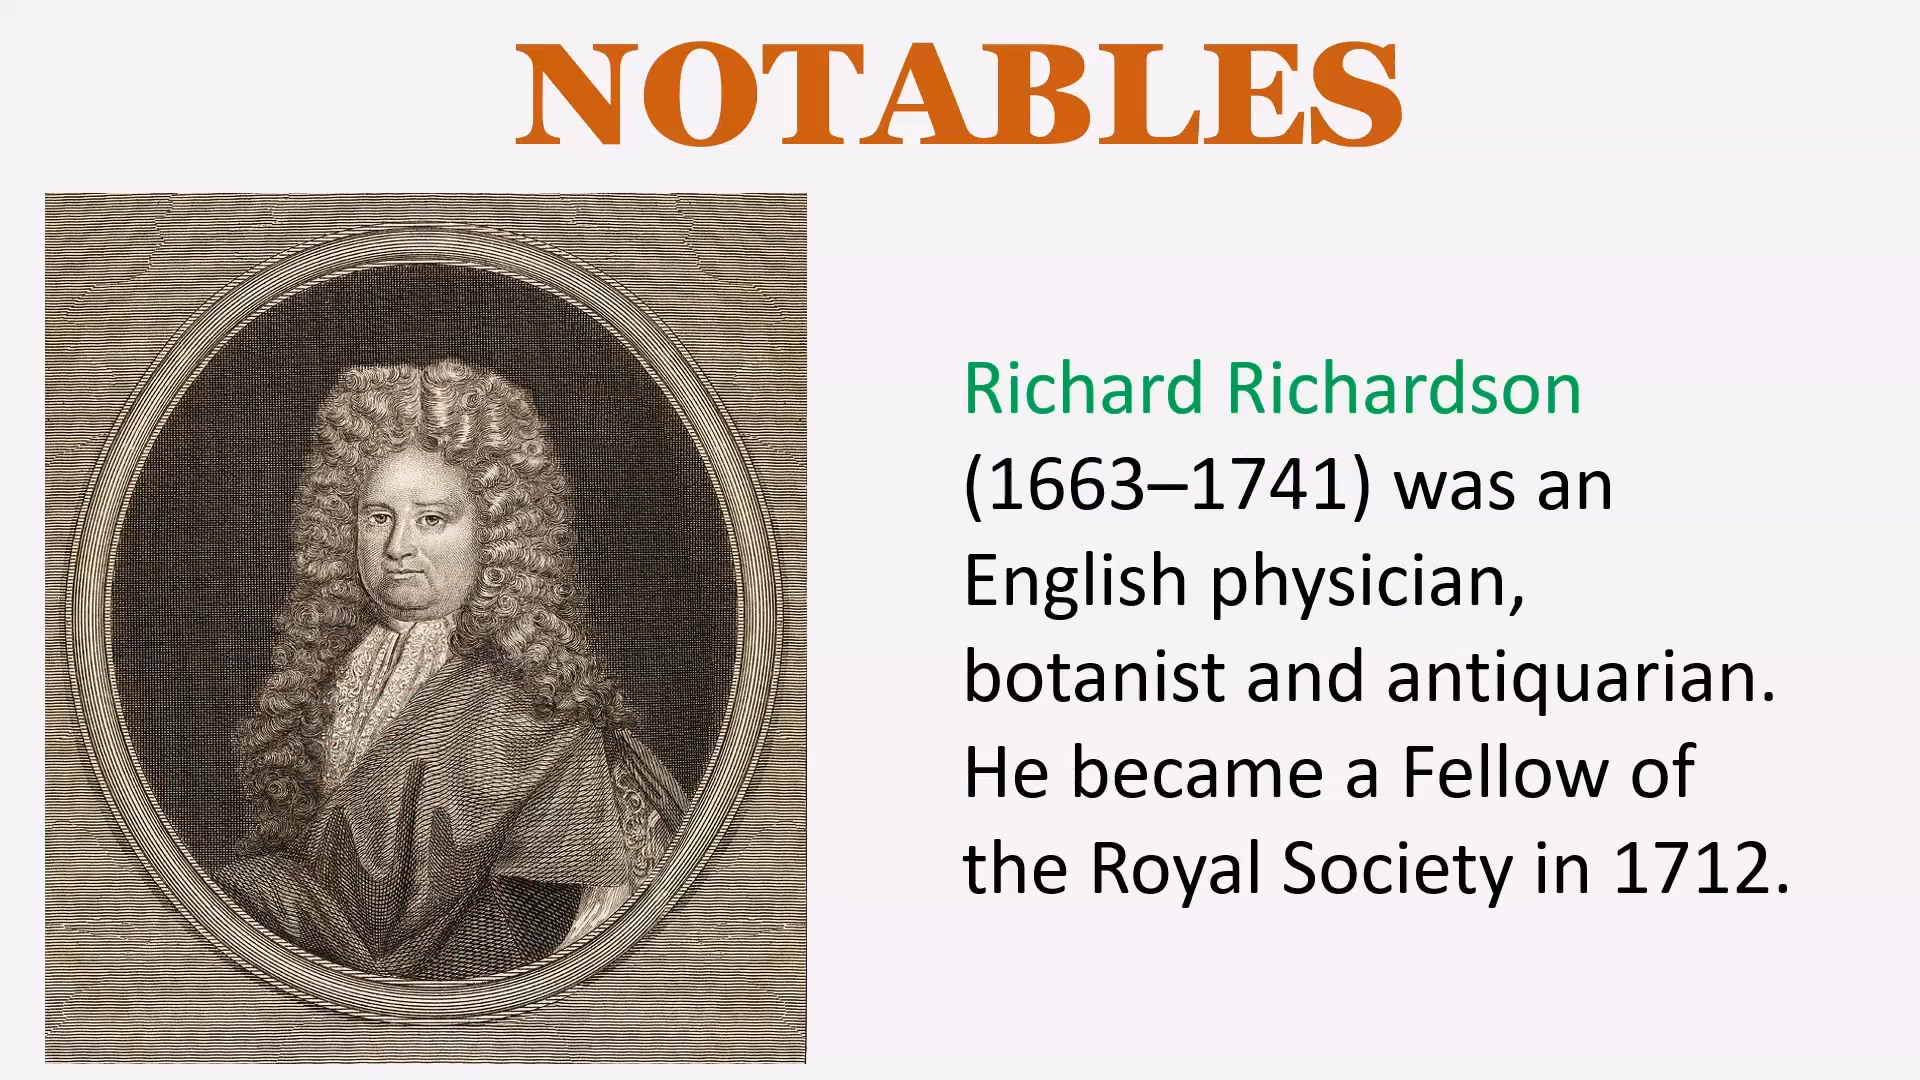 NOTABLES
Richard Richardson
(1663–1741) was an
English physician,
botanist and antiquarian.
He became a Fellow of
the Royal Society in 1712.